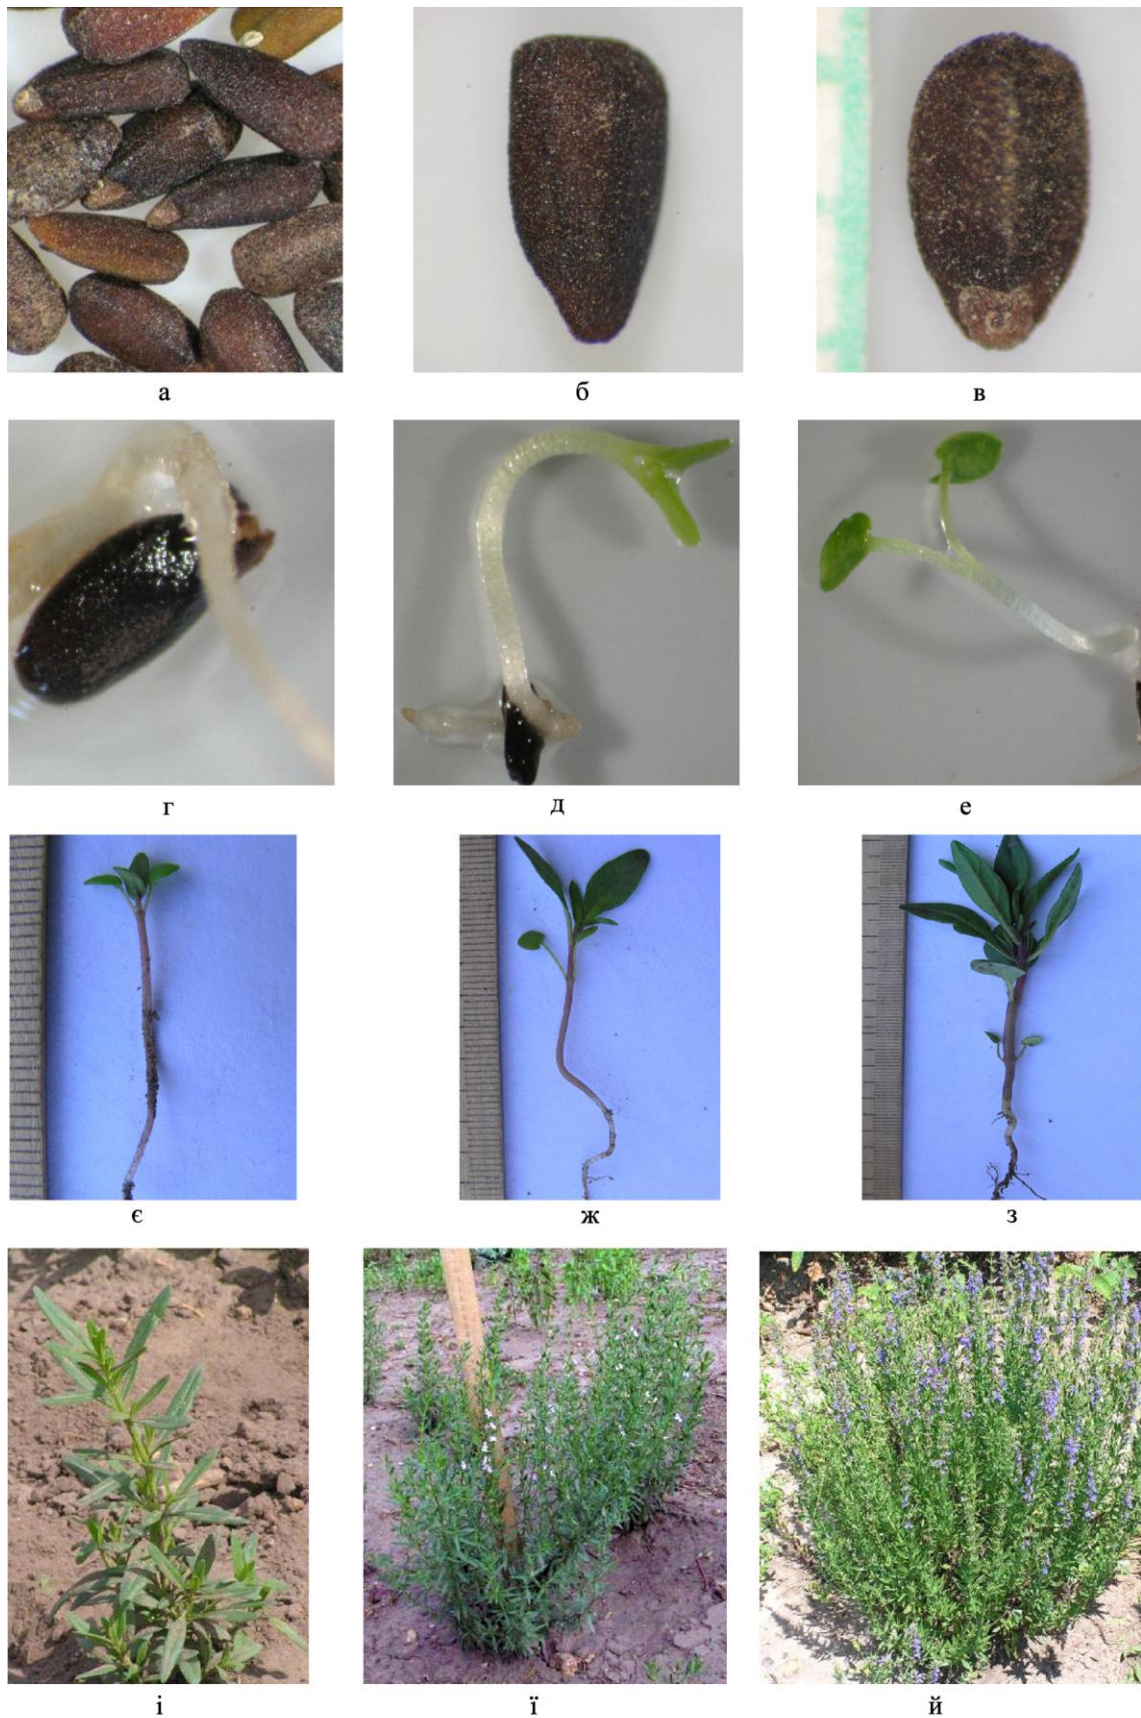 а б в
г д е
є ж з
і ї й